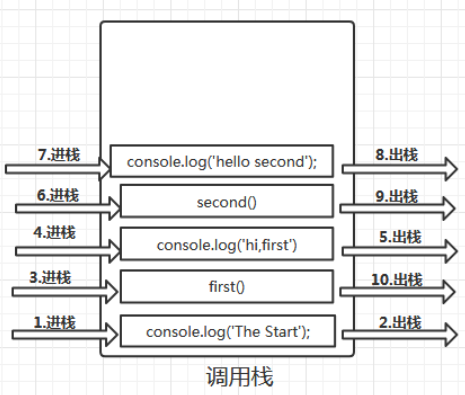 7.进栈 console.log('hello second'); 8.出栈
6.进栈 second() 9.出栈
4.进栈 console.log('hi,first') 5.出栈
3.进栈 first() 10.出栈
1.进栈 console.log('The Start'); 2.出栈
调用栈